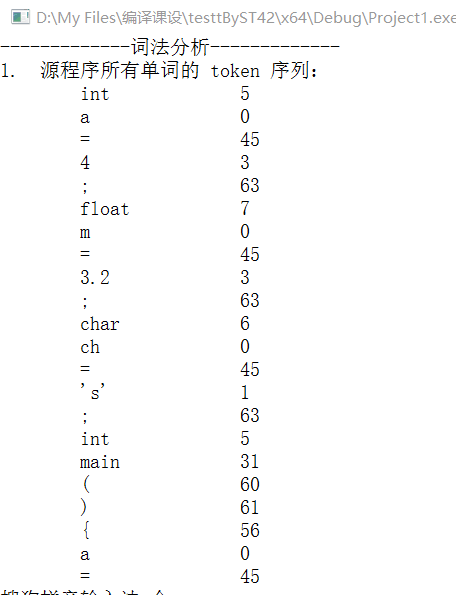 D:\My Files\编译课设\testtByST42\x64\Debug\Project1.exe
-------------词法分析-------------
1. 源程序所有单词的 token 序列:
int 5
a 0
= 45
4 3
; 63
float 7
m 0
= 45
3.2 3
; 63
char 6
ch 0
= 45
's' 1
; 63
int 5
main 31
( 60
) 61
{ 56
a 0
= 45